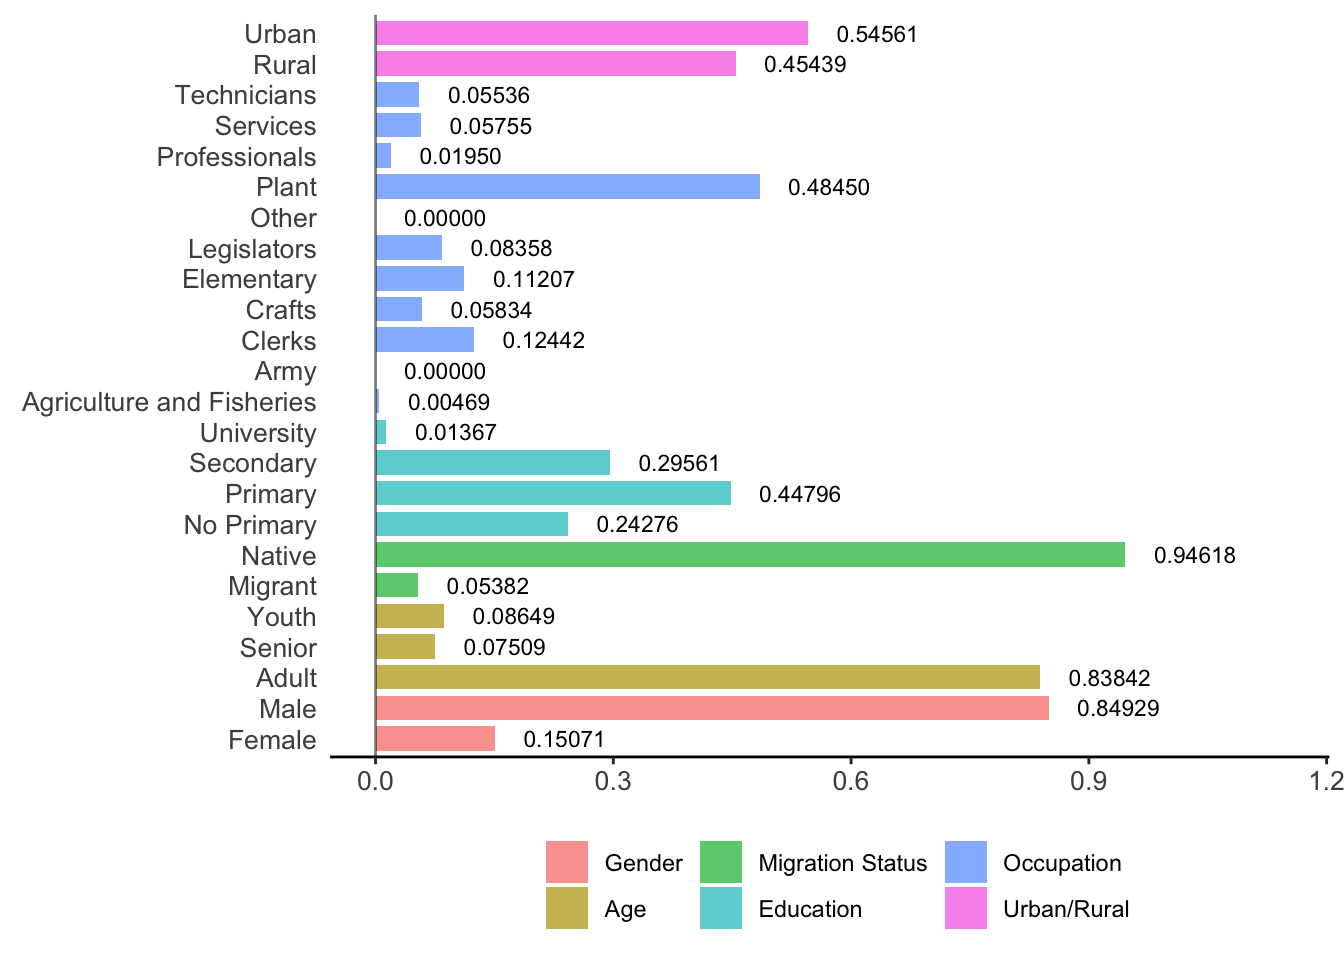 Urban 0.54561
Rural 0.45439
Technicians 0.05536
Services 0.05755
Professionals 0.01950
Plant 0.48450
Other 0.00000
Legislators 0.08358
Elementary 0.11207
Crafts 0.05834
Clerks 0.12442
Army 0.00000
Agriculture and Fisheries 0.00469
University 0.01367
Secondary 0.29561
Primary 0.44796
No Primary 0.24276
Native 0.94618
Migrant 0.05382
Youth 0.08649
Senior 0.07509
Adult 0.83842
Male 0.84929
Female 0.15071
0.0 0.3 0.6 0.9 1.2
Gender Migration Status Occupation
Age Education Urban/Rural